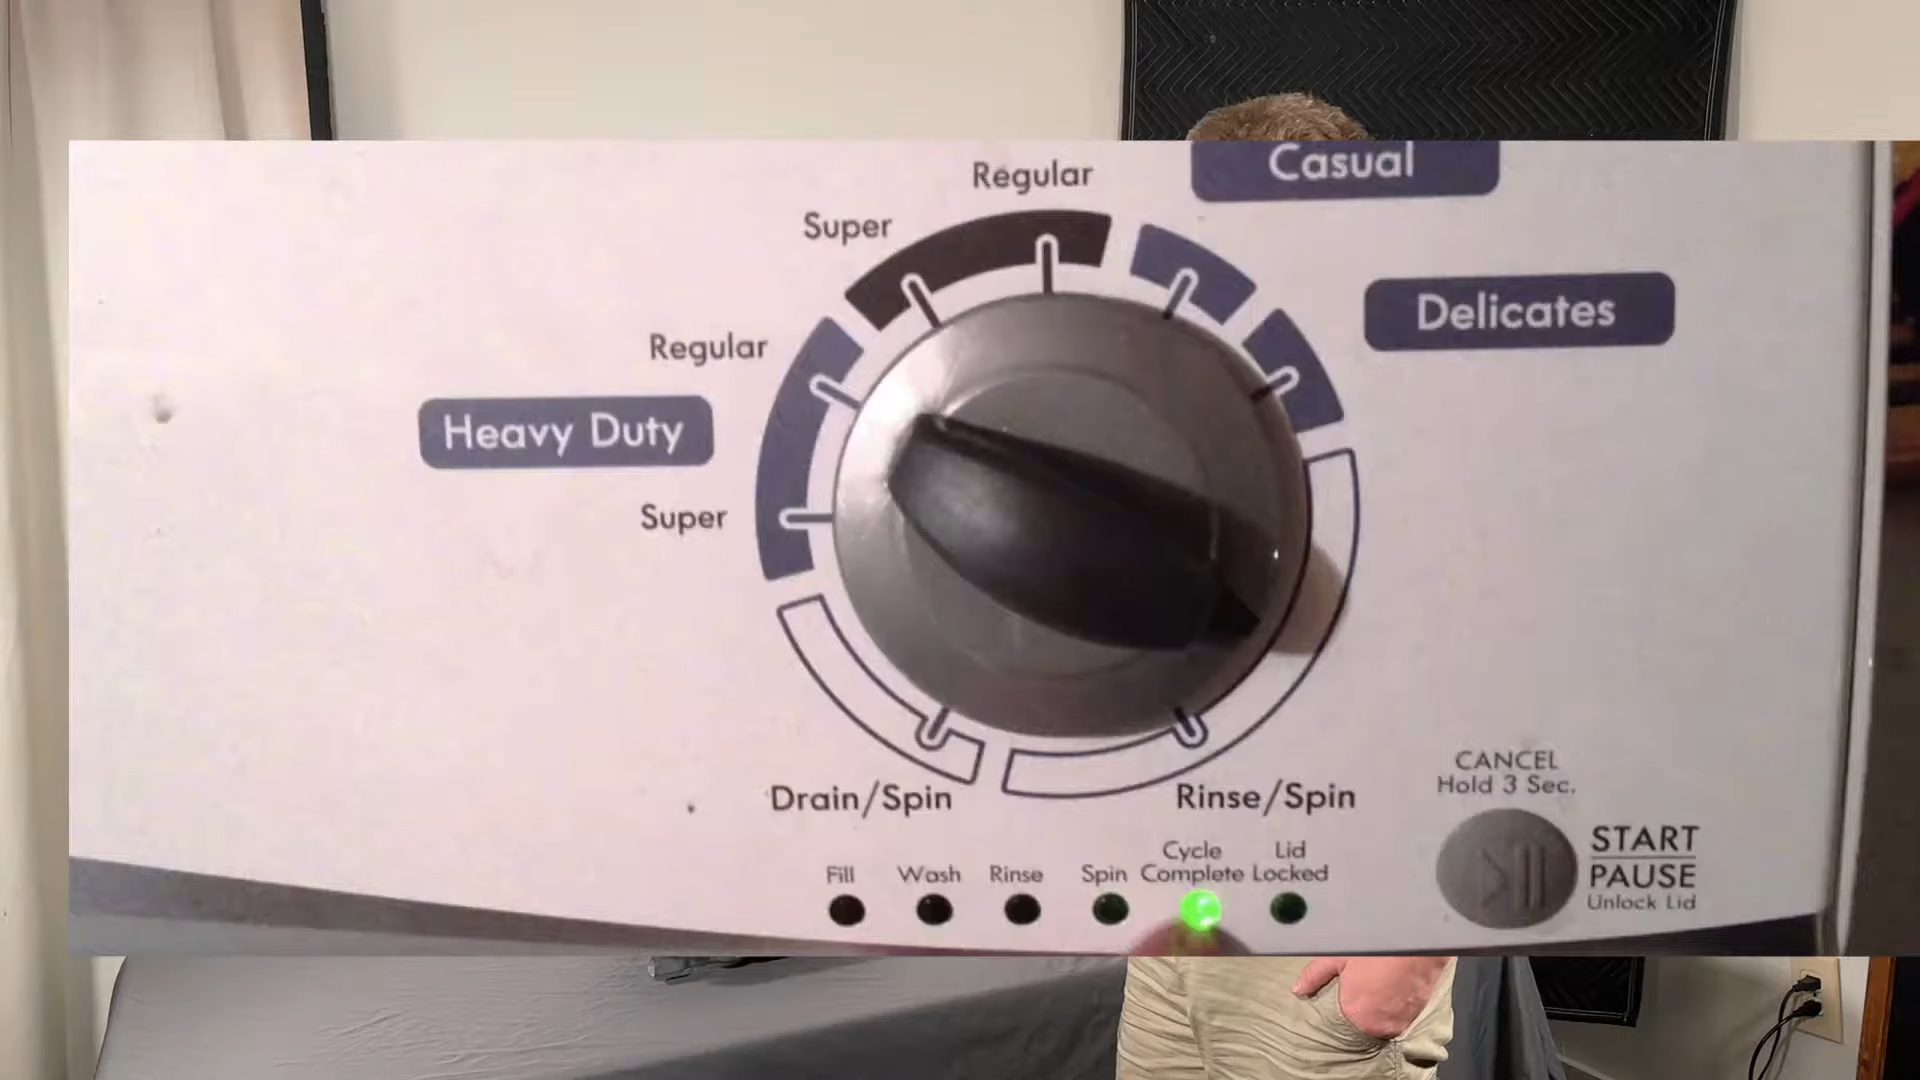 Regular
Casual
Super
Delicates
Regular
Heavy Duty
Super
CANCEL
Hold 3 Sec.
Drain/Spin
Rinse/Spin
START
PAUSE
Unlock Lid
Fill
Wash
Rinse
Spin
Cycle
Complete
Lid
Locked